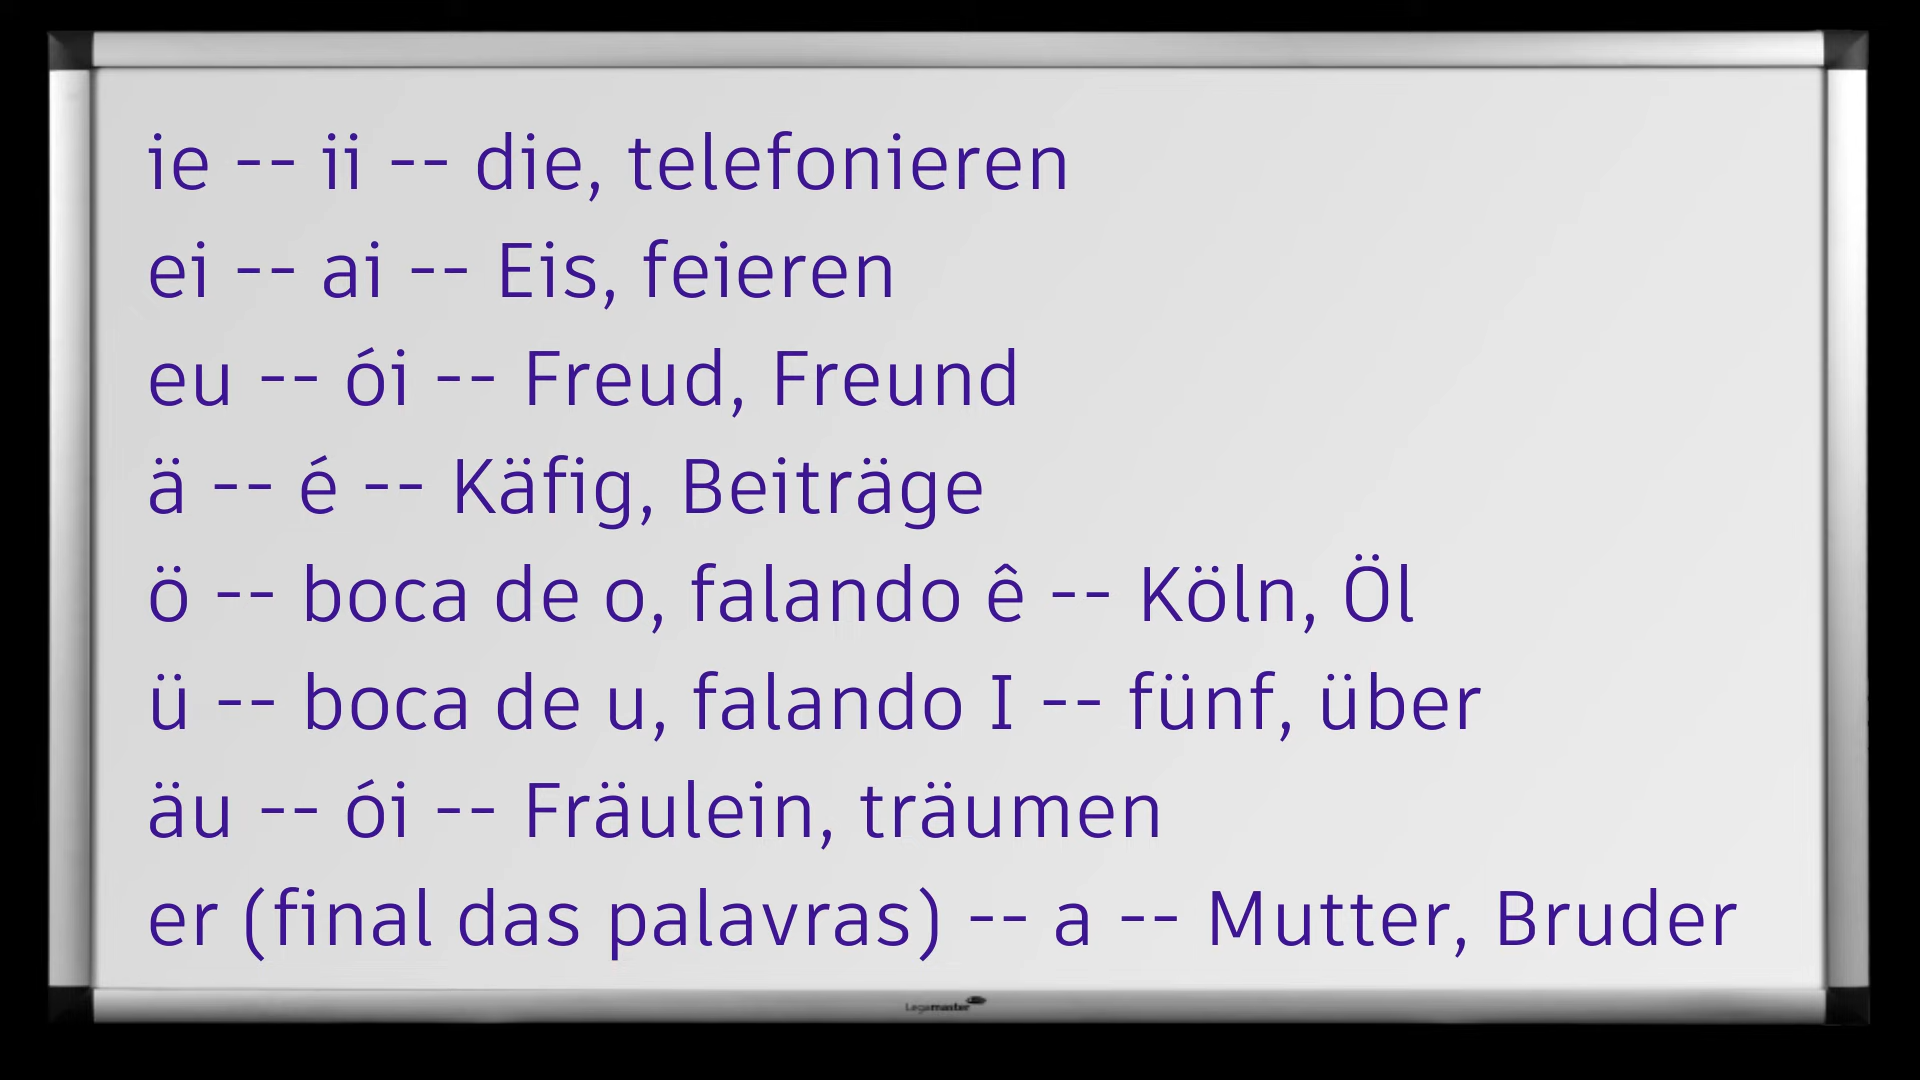 ie -- ii -- die, telefonieren
ei -- ai -- Eis, feieren
eu -- ói -- Freud, Freund
ä -- é -- Käfig, Beiträge
ö -- boca de o, falando ê -- Köln, Öl
ü -- boca de u, falando I -- fünf, über
äu -- ói -- Fräulein, träumen
er (final das palavras) -- a -- Mutter, Bruder
Legamaster